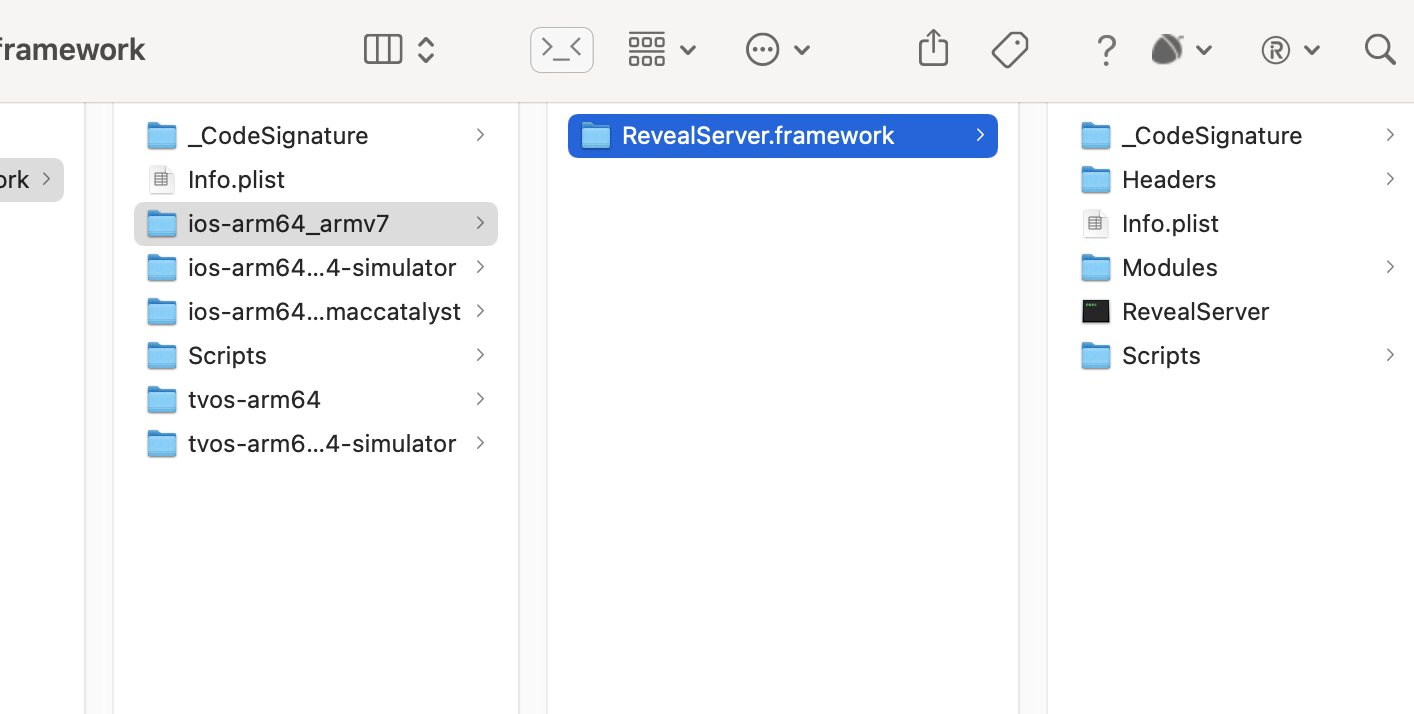 framework
ork
_CodeSignature
Info.plist
ios-arm64_armv7
ios-arm64...4-simulator
ios-arm64...maccatalyst
Scripts
tvos-arm64
tvos-arm6...4-simulator
RevealServer.framework
_CodeSignature
Headers
Info.plist
Modules
RevealServer
Scripts